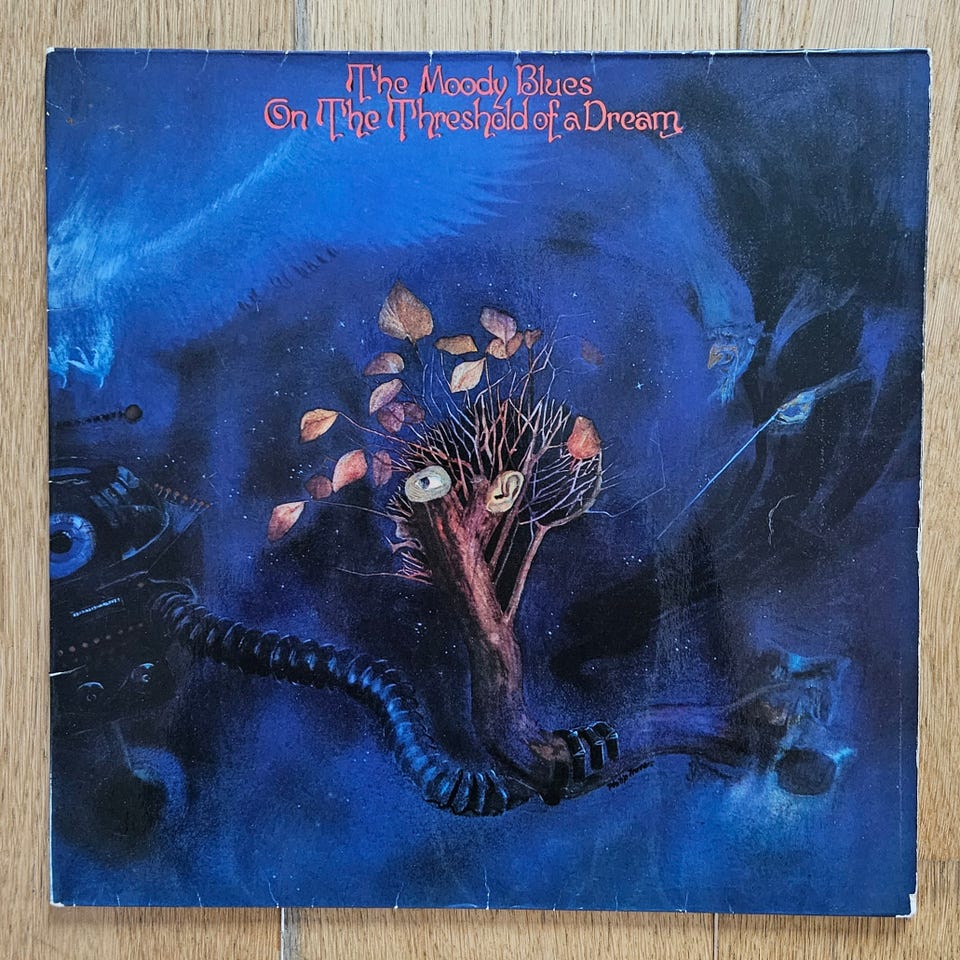 The Moody Blues
On The Threshold of a Dream